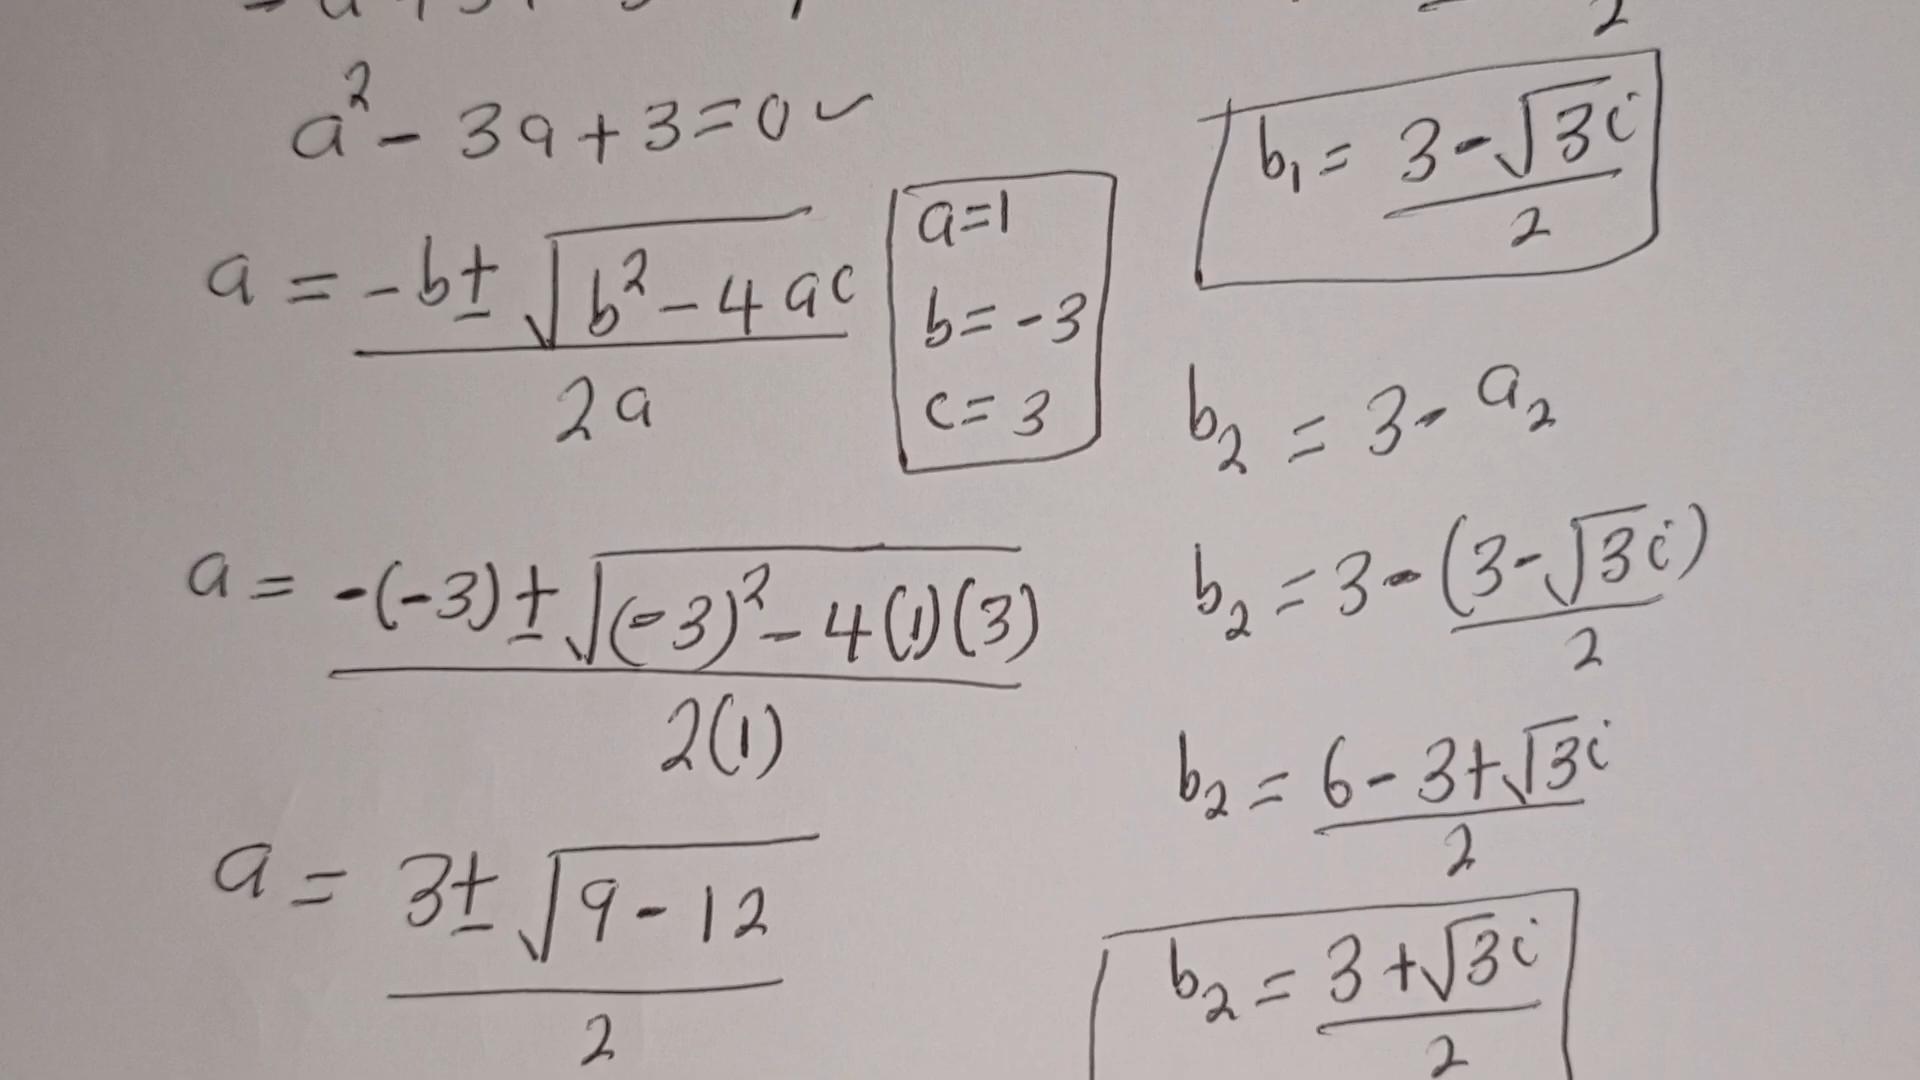 a² - 3a + 3 = 0
a = (-b ± √(b² - 4ac)) / 2a
a = 1
b = -3
c = 3
a = (-(-3) ± √((-3)² - 4(1)(3))) / 2(1)
a = (3 ± √(9 - 12)) / 2
2
b₁ = (3 - √3i) / 2
b₂ = 3 - a₂
b₂ = 3 - (3 - √3i) / 2
b₂ = (6 - 3 + √3i) / 2
b₂ = (3 + √3i) / 2